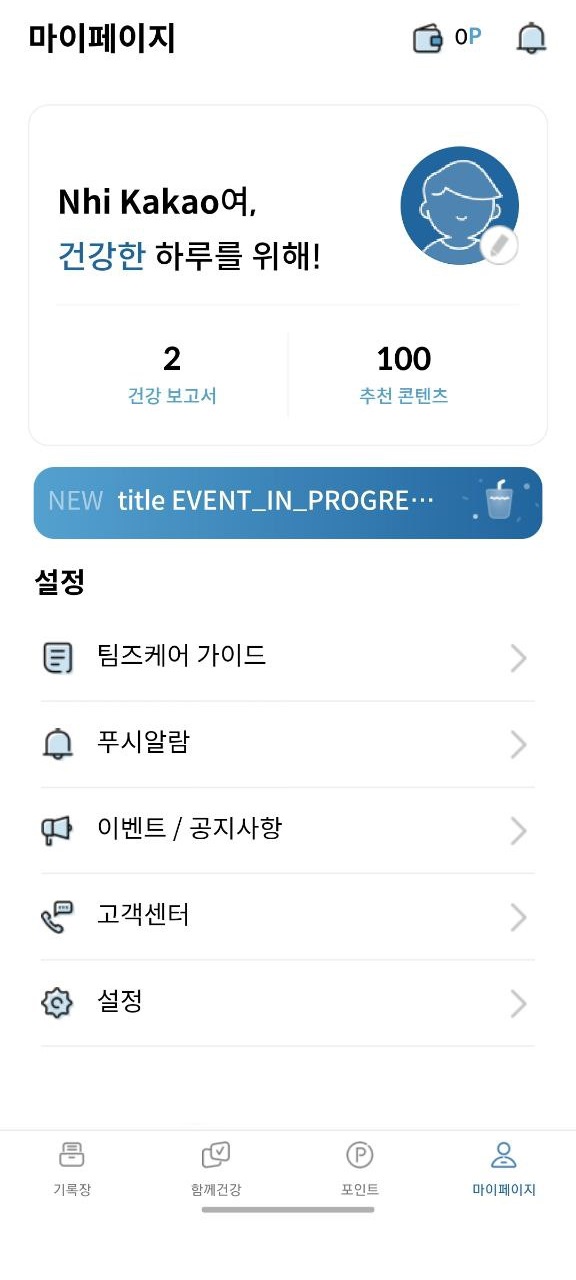 마이페이지
0P
Nhi Kakao여,
건강한 하루를 위해!
2
건강 보고서
100
추천 콘텐츠
NEW title EVENT_IN_PROGRE…
설정
팀즈케어 가이드
푸시알람
이벤트 / 공지사항
고객센터
설정
기록장
함께건강
포인트
마이페이지